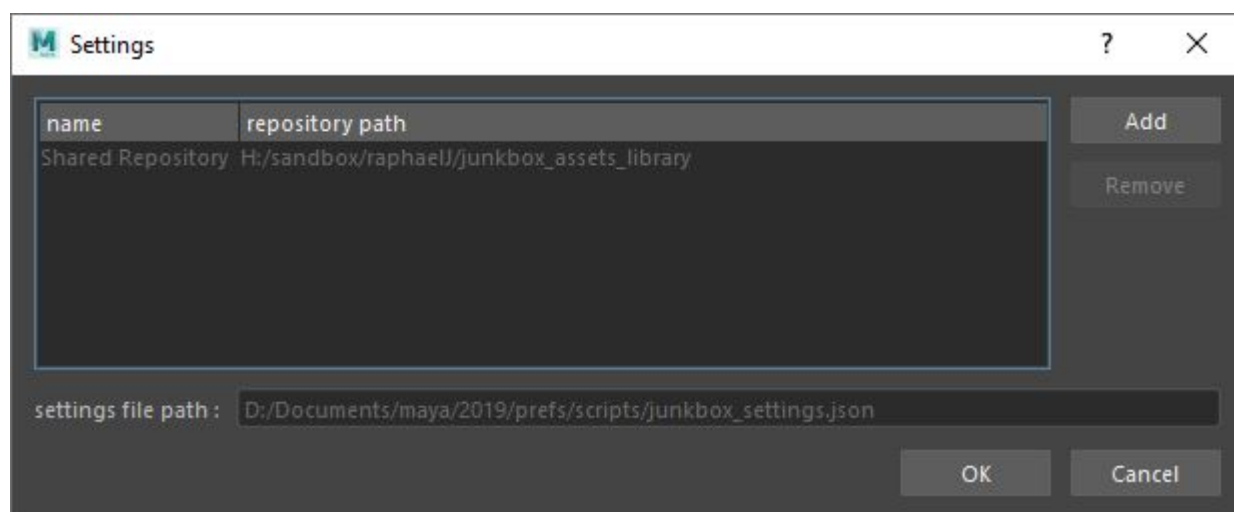 Settings
?
name repository path
Add
Shared Repository H:/sandbox/raphaelJ/junkbox_assets_library
Remove
settings file path : D:/Documents/maya/2019/prefs/scripts/junkbox_settings.json
OK Cancel